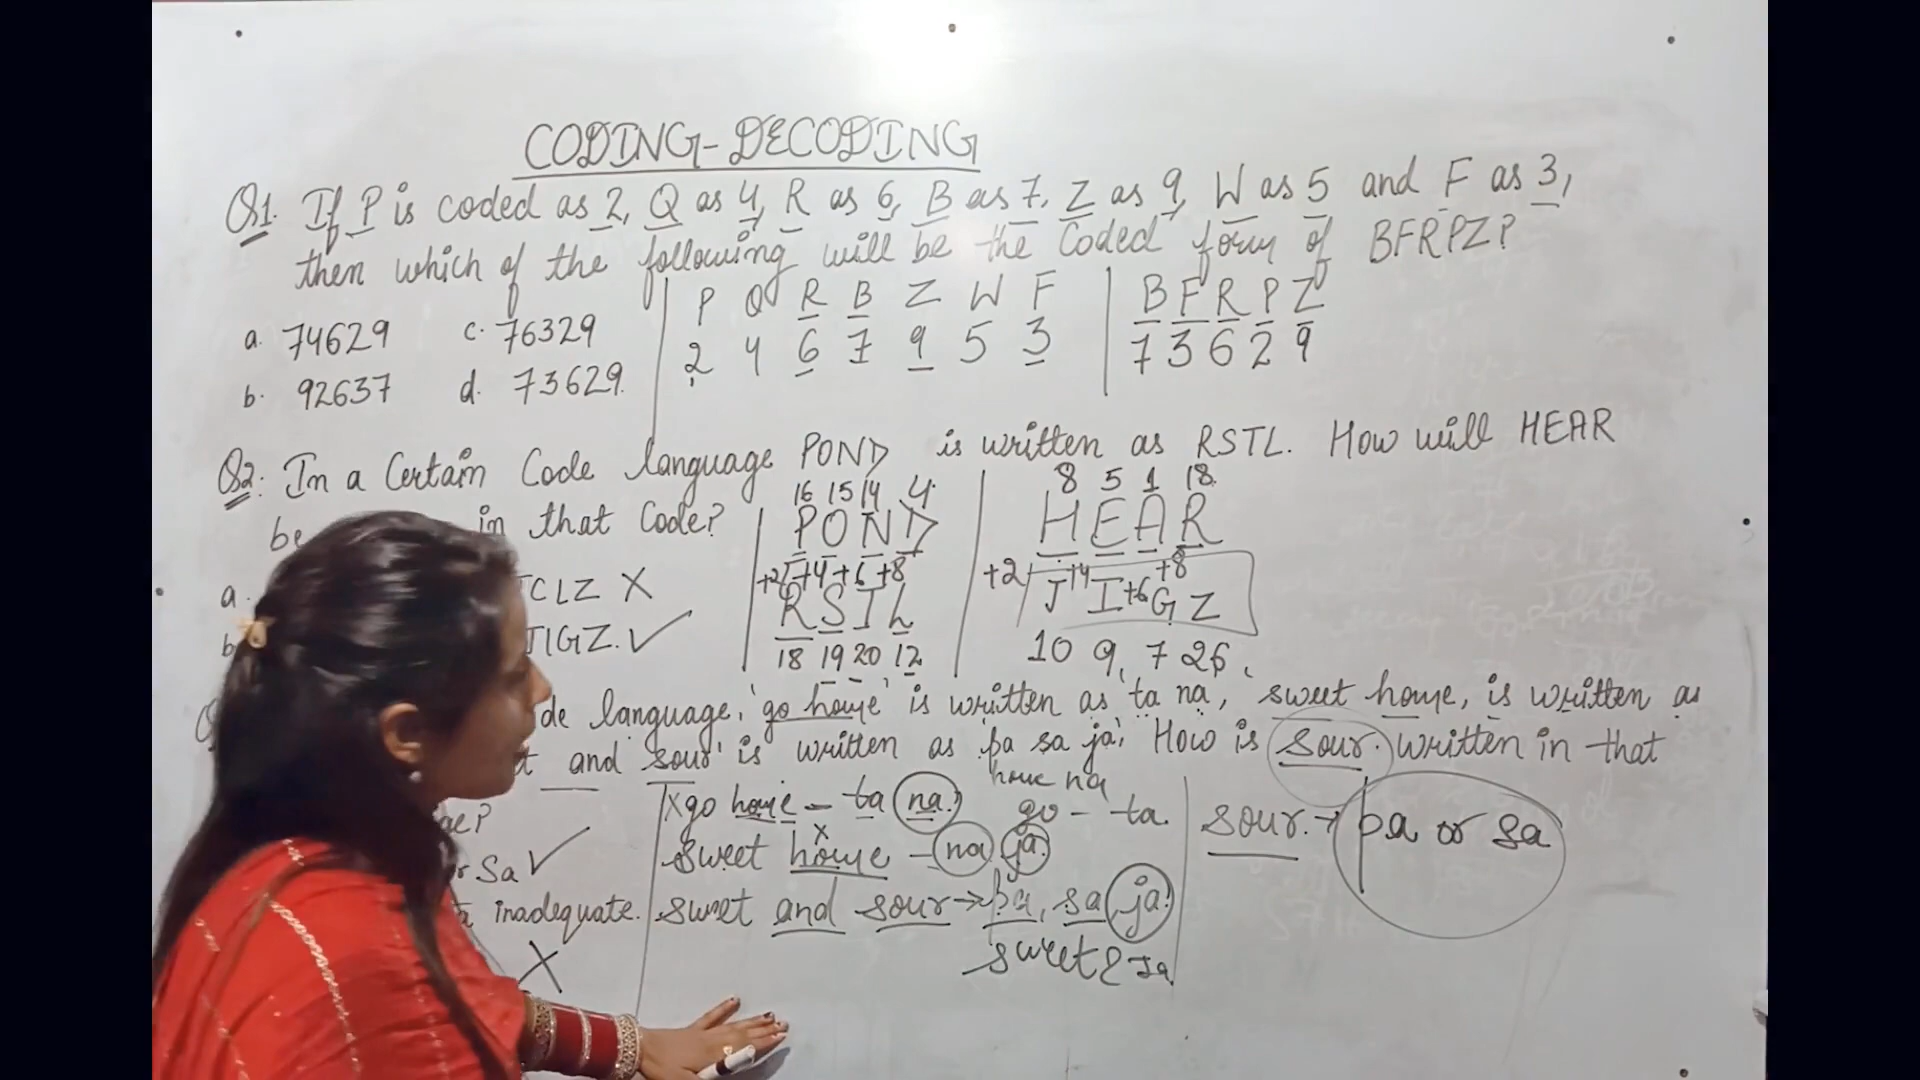 CODING-DECODING
Q1. If P is coded as 2, Q as 4, R as 6, B as 7, Z as 9, W as 5 and F as 3,
then which of the following will be the Coded form of BFRPZ?
a. 74629 c. 76329
b. 92637 d. 73629.
P Q R B Z W F
2 4 6 7 9 5 3
B F R P Z
7 3 6 2 9
Q2. In a Certain Code language POND is written as RSTL. How will HEAR
be in that Code?
16 15 14 4
P O N D
+2 +4 +6 +8
R S T L
18 19 20 12
8 5 1 18
H E A R
+2 +4 +6 +8
J I G Z
10 9, 7 26
a. CLZ X
b JIGZ. ✓
de language, 'go home' is written as 'ta na', 'sweet home, is written as
and sour' is written as pa sa ja', How is sour. written in that
ge?
Sa ✓
inadequate.
X
X go home - ta na.
sweet home - na ja.
sweet and sour → pa, sa ja.
home na
go - ta.
sweet ja
sour. → pa or sa